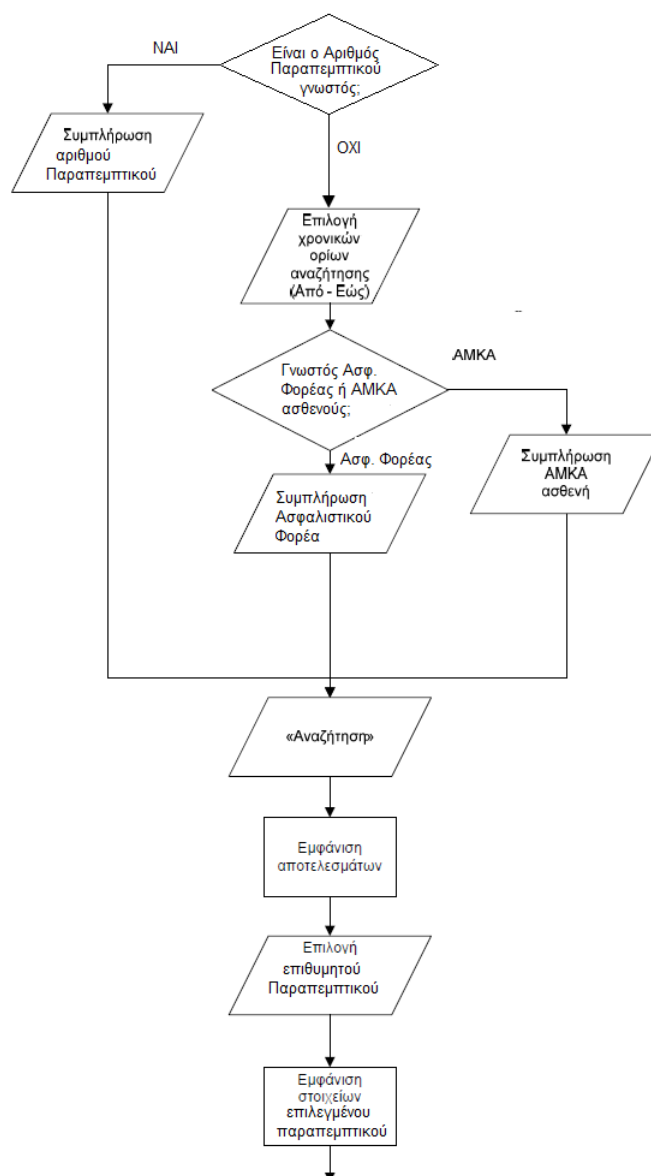 ΝΑΙ
Είναι ο Αριθμός
Παραπεμπτικού
γνωστός;
Συμπλήρωση
αριθμού
Παραπεμπτικού
ΟΧΙ
Επιλογή
χρονικών
ορίων
αναζήτησης
(Από - Εώς)
Γνωστός Ασφ.
Φορέας ή ΑΜΚΑ
ασθενούς;
ΑΜΚΑ
Ασφ. Φορέας
Συμπλήρωση
Ασφαλιστικού
Φορέα
Συμπλήρωση
ΑΜΚΑ
ασθενή
«Αναζήτηση»
Εμφάνιση
αποτελεσμάτων
Επιλογή
επιθυμητού
Παραπεμπτικού
Εμφάνιση
στοιχείων
επιλεγμένου
παραπεμπτικού